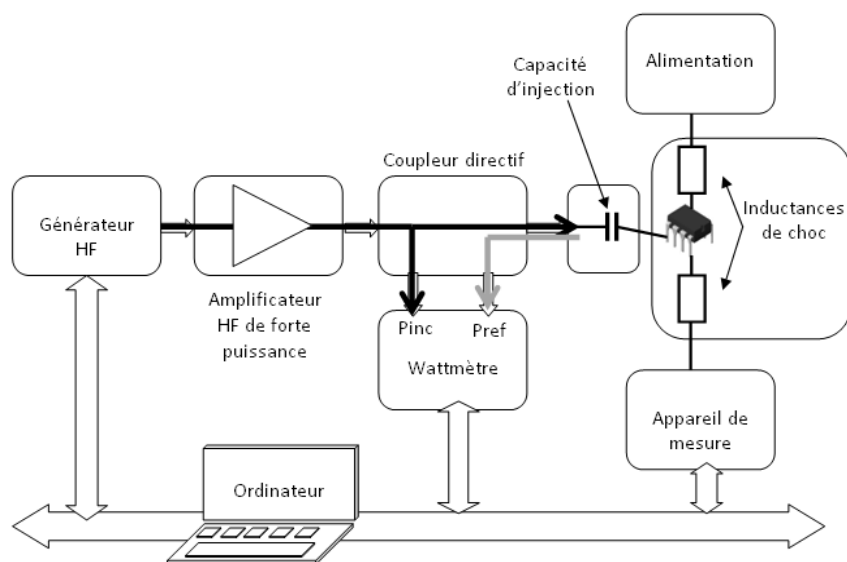 Alimentation
Capacité
d'injection
Coupleur directif
Générateur
HF
Inductances
de choc
Amplificateur
HF de forte
puissance
Pinc
Pref
Wattmètre
Appareil de
mesure
Ordinateur